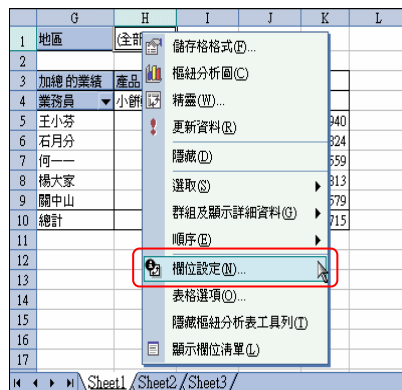 G H I J K L
1 地區 (全部
2
3 加總 的業績 產品
4 業務員 小餅
5 王小芬 940
6 石月分 824
7 何一一 559
8 楊大家 813
9 關中山 579
10 總計 715
11
12
13
14
15
16
17
儲存格格式(F)...
樞紐分析圖(C)
精靈(W)...
更新資料(R)
隱藏(D)
選取(S)
群組及顯示詳細資料(G)
順序(E)
欄位設定(N)...
表格選項(O)...
隱藏樞紐分析表工具列(T)
顯示欄位清單(L)
Sheet1 Sheet2 Sheet3